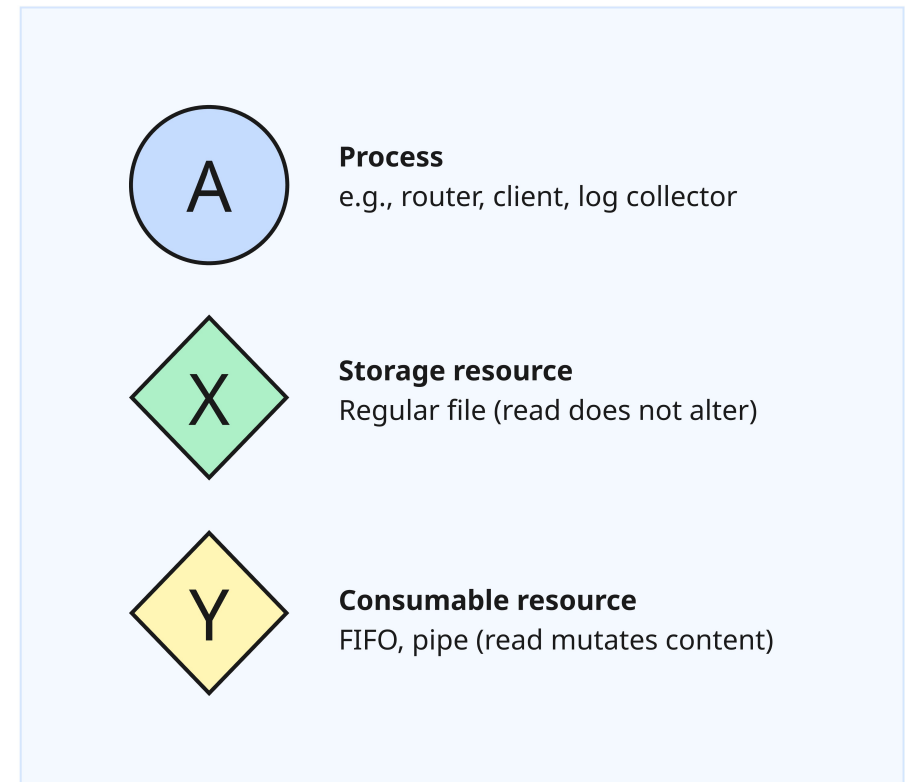 A
Process
e.g., router, client, log collector
X
Storage resource
Regular file (read does not alter)
Y
Consumable resource
FIFO, pipe (read mutates content)